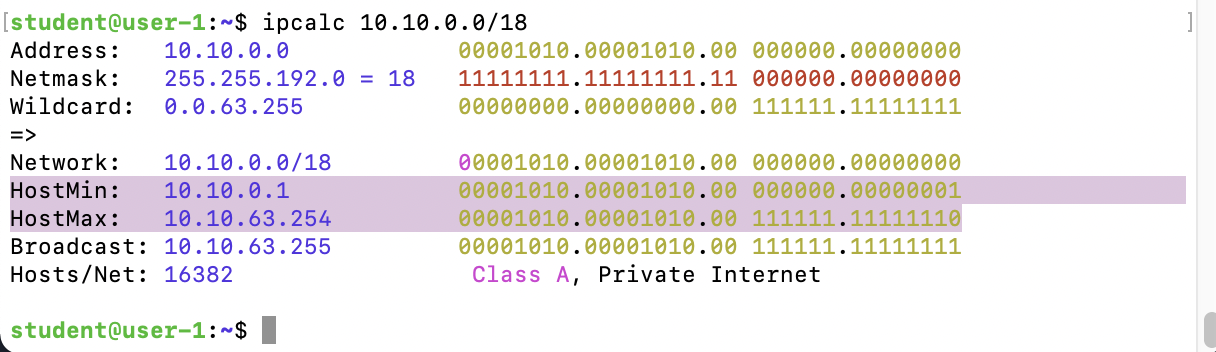 [student@user-1:~$ ipcalc 10.10.0.0/18 ]
Address:   10.10.0.0            00001010.00001010.00 000000.00000000
Netmask:   255.255.192.0 = 18   11111111.11111111.11 000000.00000000
Wildcard:  0.0.63.255           00000000.00000000.00 111111.11111111
=>
Network:   10.10.0.0/18         00001010.00001010.00 000000.00000000
HostMin:   10.10.0.1            00001010.00001010.00 000000.00000001
HostMax:   10.10.63.254         00001010.00001010.00 111111.11111110
Broadcast: 10.10.63.255         00001010.00001010.00 111111.11111111
Hosts/Net: 16382                 Class A, Private Internet
student@user-1:~$